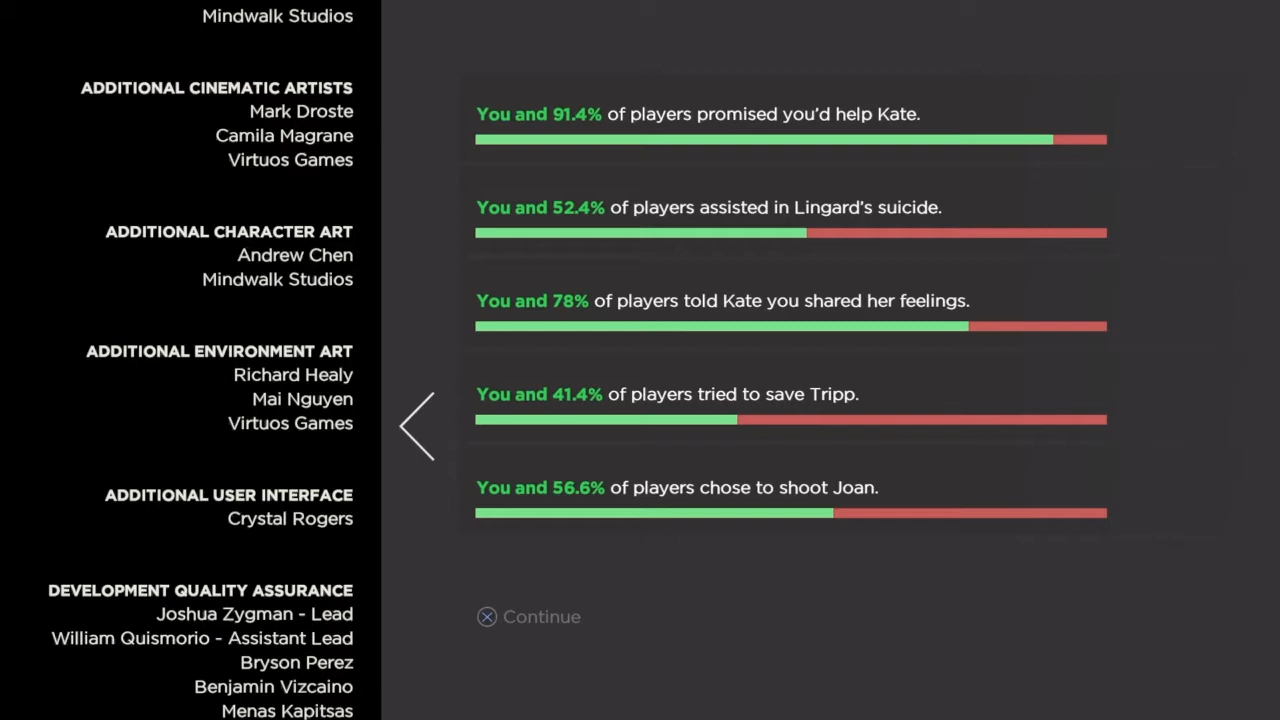 Mindwalk Studios
ADDITIONAL CINEMATIC ARTISTS
Mark Droste
Camila Magrane
Virtuos Games
ADDITIONAL CHARACTER ART
Andrew Chen
Mindwalk Studios
ADDITIONAL ENVIRONMENT ART
Richard Healy
Mai Nguyen
Virtuos Games
ADDITIONAL USER INTERFACE
Crystal Rogers
DEVELOPMENT QUALITY ASSURANCE
Joshua Zygman - Lead
William Quismorio - Assistant Lead
Bryson Perez
Benjamin Vizcaino
Menas Kapitsas
You and 91.4% of players promised you’d help Kate.
You and 52.4% of players assisted in Lingard’s suicide.
You and 78% of players told Kate you shared her feelings.
You and 41.4% of players tried to save Tripp.
You and 56.6% of players chose to shoot Joan.
Continue